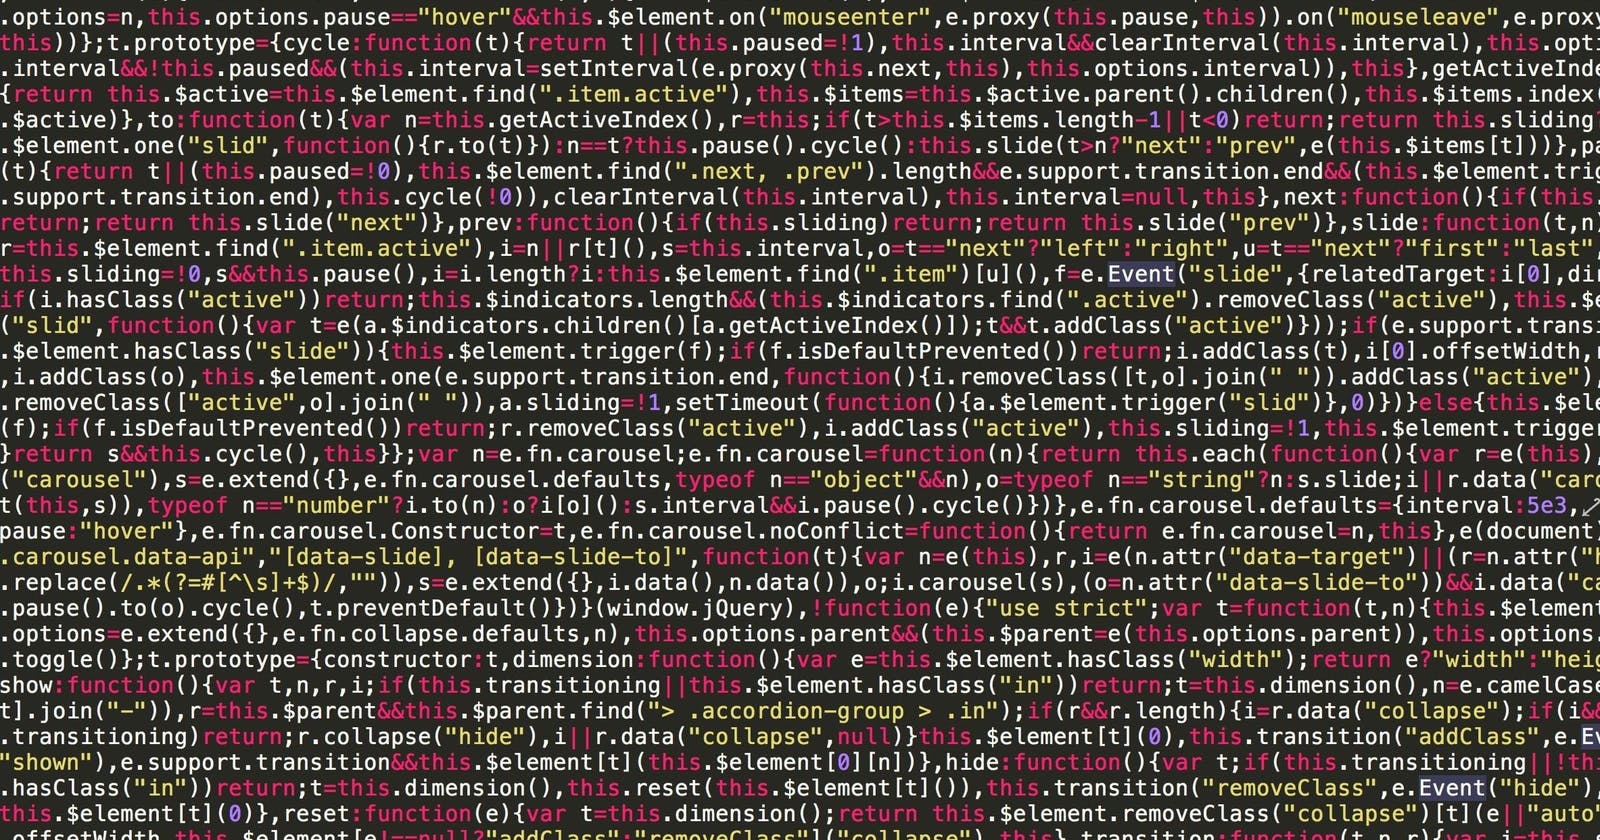 .options=n,this.options.pause=="hover"&&this.$element.on("mouseenter",e.proxy(this.pause,this)).on("mouseleave",e.proxy
this))};t.prototype={cycle:function(t){return t||(this.paused=!1),this.interval&&clearInterval(this.interval),this.opti
.interval&&!this.paused&&(this.interval=setInterval(e.proxy(this.next,this),this.options.interval)),this},getActiveInde
{return this.$active=this.$element.find(".item.active"),this.$items=this.$active.parent().children(),this.$items.index(
.$active)},to:function(t){var n=this.getActiveIndex(),r=this;if(t>this.$items.length-1||t<0)return;return this.sliding?
.$element.one("slid",function(){r.to(t)}):n==t?this.pause().cycle():this.slide(t>n?"next":"prev",e(this.$items[t]))},pa
(t){return t||(this.paused=!0),this.$element.find(".next, .prev").length&&e.support.transition.end&&(this.$element.trig
.support.transition.end),this.cycle(!0)),clearInterval(this.interval),this.interval=null,this},next:function(){if(this.
return;return this.slide("next")},prev:function(){if(this.sliding)return;return this.slide("prev")},slide:function(t,n)
r=this.$element.find(".item.active"),i=n||r[t](),s=this.interval,o=t=="next"?"left":"right",u=t=="next"?"first":"last"
this.sliding=!0,s&&this.pause(),i=i.length?i:this.$element.find(".item")[u](),f=e.Event("slide",{relatedTarget:i[0],dir
if(i.hasClass("active"))return;this.$indicators.length&&(this.$indicators.find(".active").removeClass("active"),this.$e
("slid",function(){var t=e(a.$indicators.children()[a.getActiveIndex()]);t&&t.addClass("active")}));if(e.support.transi
.$element.hasClass("slide")){this.$element.trigger(f);if(f.isDefaultPrevented())return;i.addClass(t),i[0].offsetWidth,
,i.addClass(o),this.$element.one(e.support.transition.end,function(){i.removeClass([t,o].join(" ")).addClass("active"),
.removeClass(["active",o].join(" ")),a.sliding=!1,setTimeout(function(){a.$element.trigger("slid")},0)})}else{this.$ele
(f);if(f.isDefaultPrevented())return;r.removeClass("active"),i.addClass("active"),this.sliding=!1,this.$element.trigger
}return s&&this.cycle(),this}};var n=e.fn.carousel;e.fn.carousel=function(n){return this.each(function(){var r=e(this),
("carousel"),s=e.extend({},e.fn.carousel.defaults,typeof n=="object"&&n),o=typeof n=="string"?n:s.slide;i||r.data("caro
t(this,s)),typeof n=="number"?i.to(n):o?i[o]():s.interval&&i.pause().cycle()})},e.fn.carousel.defaults={interval:5e3,
pause:"hover"},e.fn.carousel.Constructor=t,e.fn.carousel.noConflict=function(){return e.fn.carousel=n,this},e(document)
.carousel.data-api","[data-slide], [data-slide-to]",function(t){var n=e(this),r,i=e(n.attr("data-target")||(r=n.attr("h
.replace(/.*(?=#[^\s]+$)/,"")),s=e.extend({},i.data(),n.data()),o;i.carousel(s),(o=n.attr("data-slide-to"))&&i.data("ca
.pause().to(o).cycle(),t.preventDefault()})}(window.jQuery),!function(e){"use strict";var t=function(t,n){this.$element
.options=e.extend({},e.fn.collapse.defaults,n),this.options.parent&&(this.$parent=e(this.options.parent)),this.options.
.toggle()};t.prototype={constructor:t,dimension:function(){var e=this.$element.hasClass("width");return e?"width":"heig
show:function(){var t,n,r,i;if(this.transitioning||this.$element.hasClass("in"))return;t=this.dimension(),n=e.camelCase
t].join("-")),r=this.$parent&&this.$parent.find("> .accordion-group > .in");if(r&&r.length){i=r.data("collapse");if(i&&
.transitioning)return;r.collapse("hide"),i||r.data("collapse",null)}this.$element[t](0),this.transition("addClass",e.Ev
"shown"),e.support.transition&&this.$element[t](this.$element[0][n])},hide:function(){var t;if(this.transitioning||!thi
.hasClass("in"))return;t=this.dimension(),this.reset(this.$element[t]()),this.transition("removeClass",e.Event("hide"),
this.$element[t](0)},reset:function(e){var t=this.dimension();return this.$element.removeClass("collapse")[t](e||"auto"
.offsetWidth,this.$element[e!==null?"addClass":"removeClass"]("collapse"),this},transition:function(t,n,r){var i=